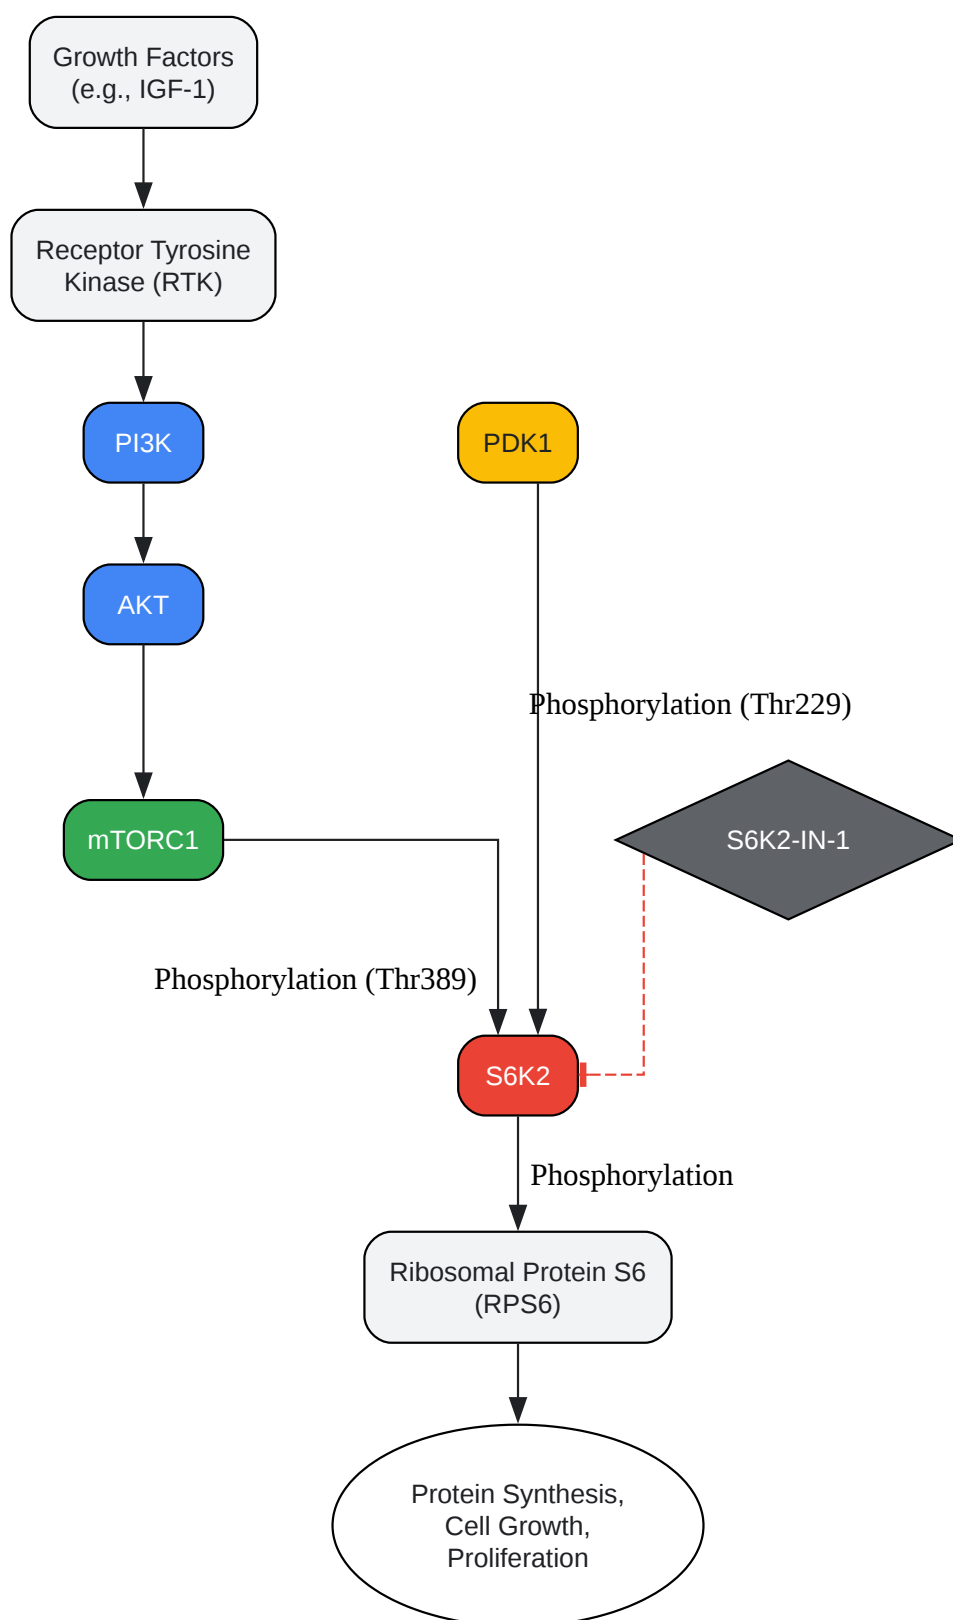 Growth Factors
(e.g., IGF-1)
Receptor Tyrosine
Kinase (RTK)
PI3K
PDK1
AKT
Phosphorylation (Thr229)
mTORC1
S6K2-IN-1
Phosphorylation (Thr389)
S6K2
Phosphorylation
Ribosomal Protein S6
(RPS6)
Protein Synthesis,
Cell Growth,
Proliferation